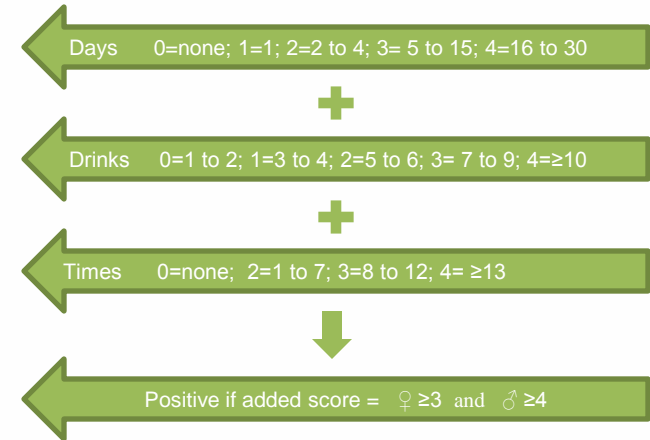 Days 0=none; 1=1; 2=2 to 4; 3= 5 to 15; 4=16 to 30
Drinks 0=1 to 2; 1=3 to 4; 2=5 to 6; 3= 7 to 9; 4=≥10
Times 0=none; 2=1 to 7; 3=8 to 12; 4= ≥13
Positive if added score = ♀ ≥3 and ♂ ≥4